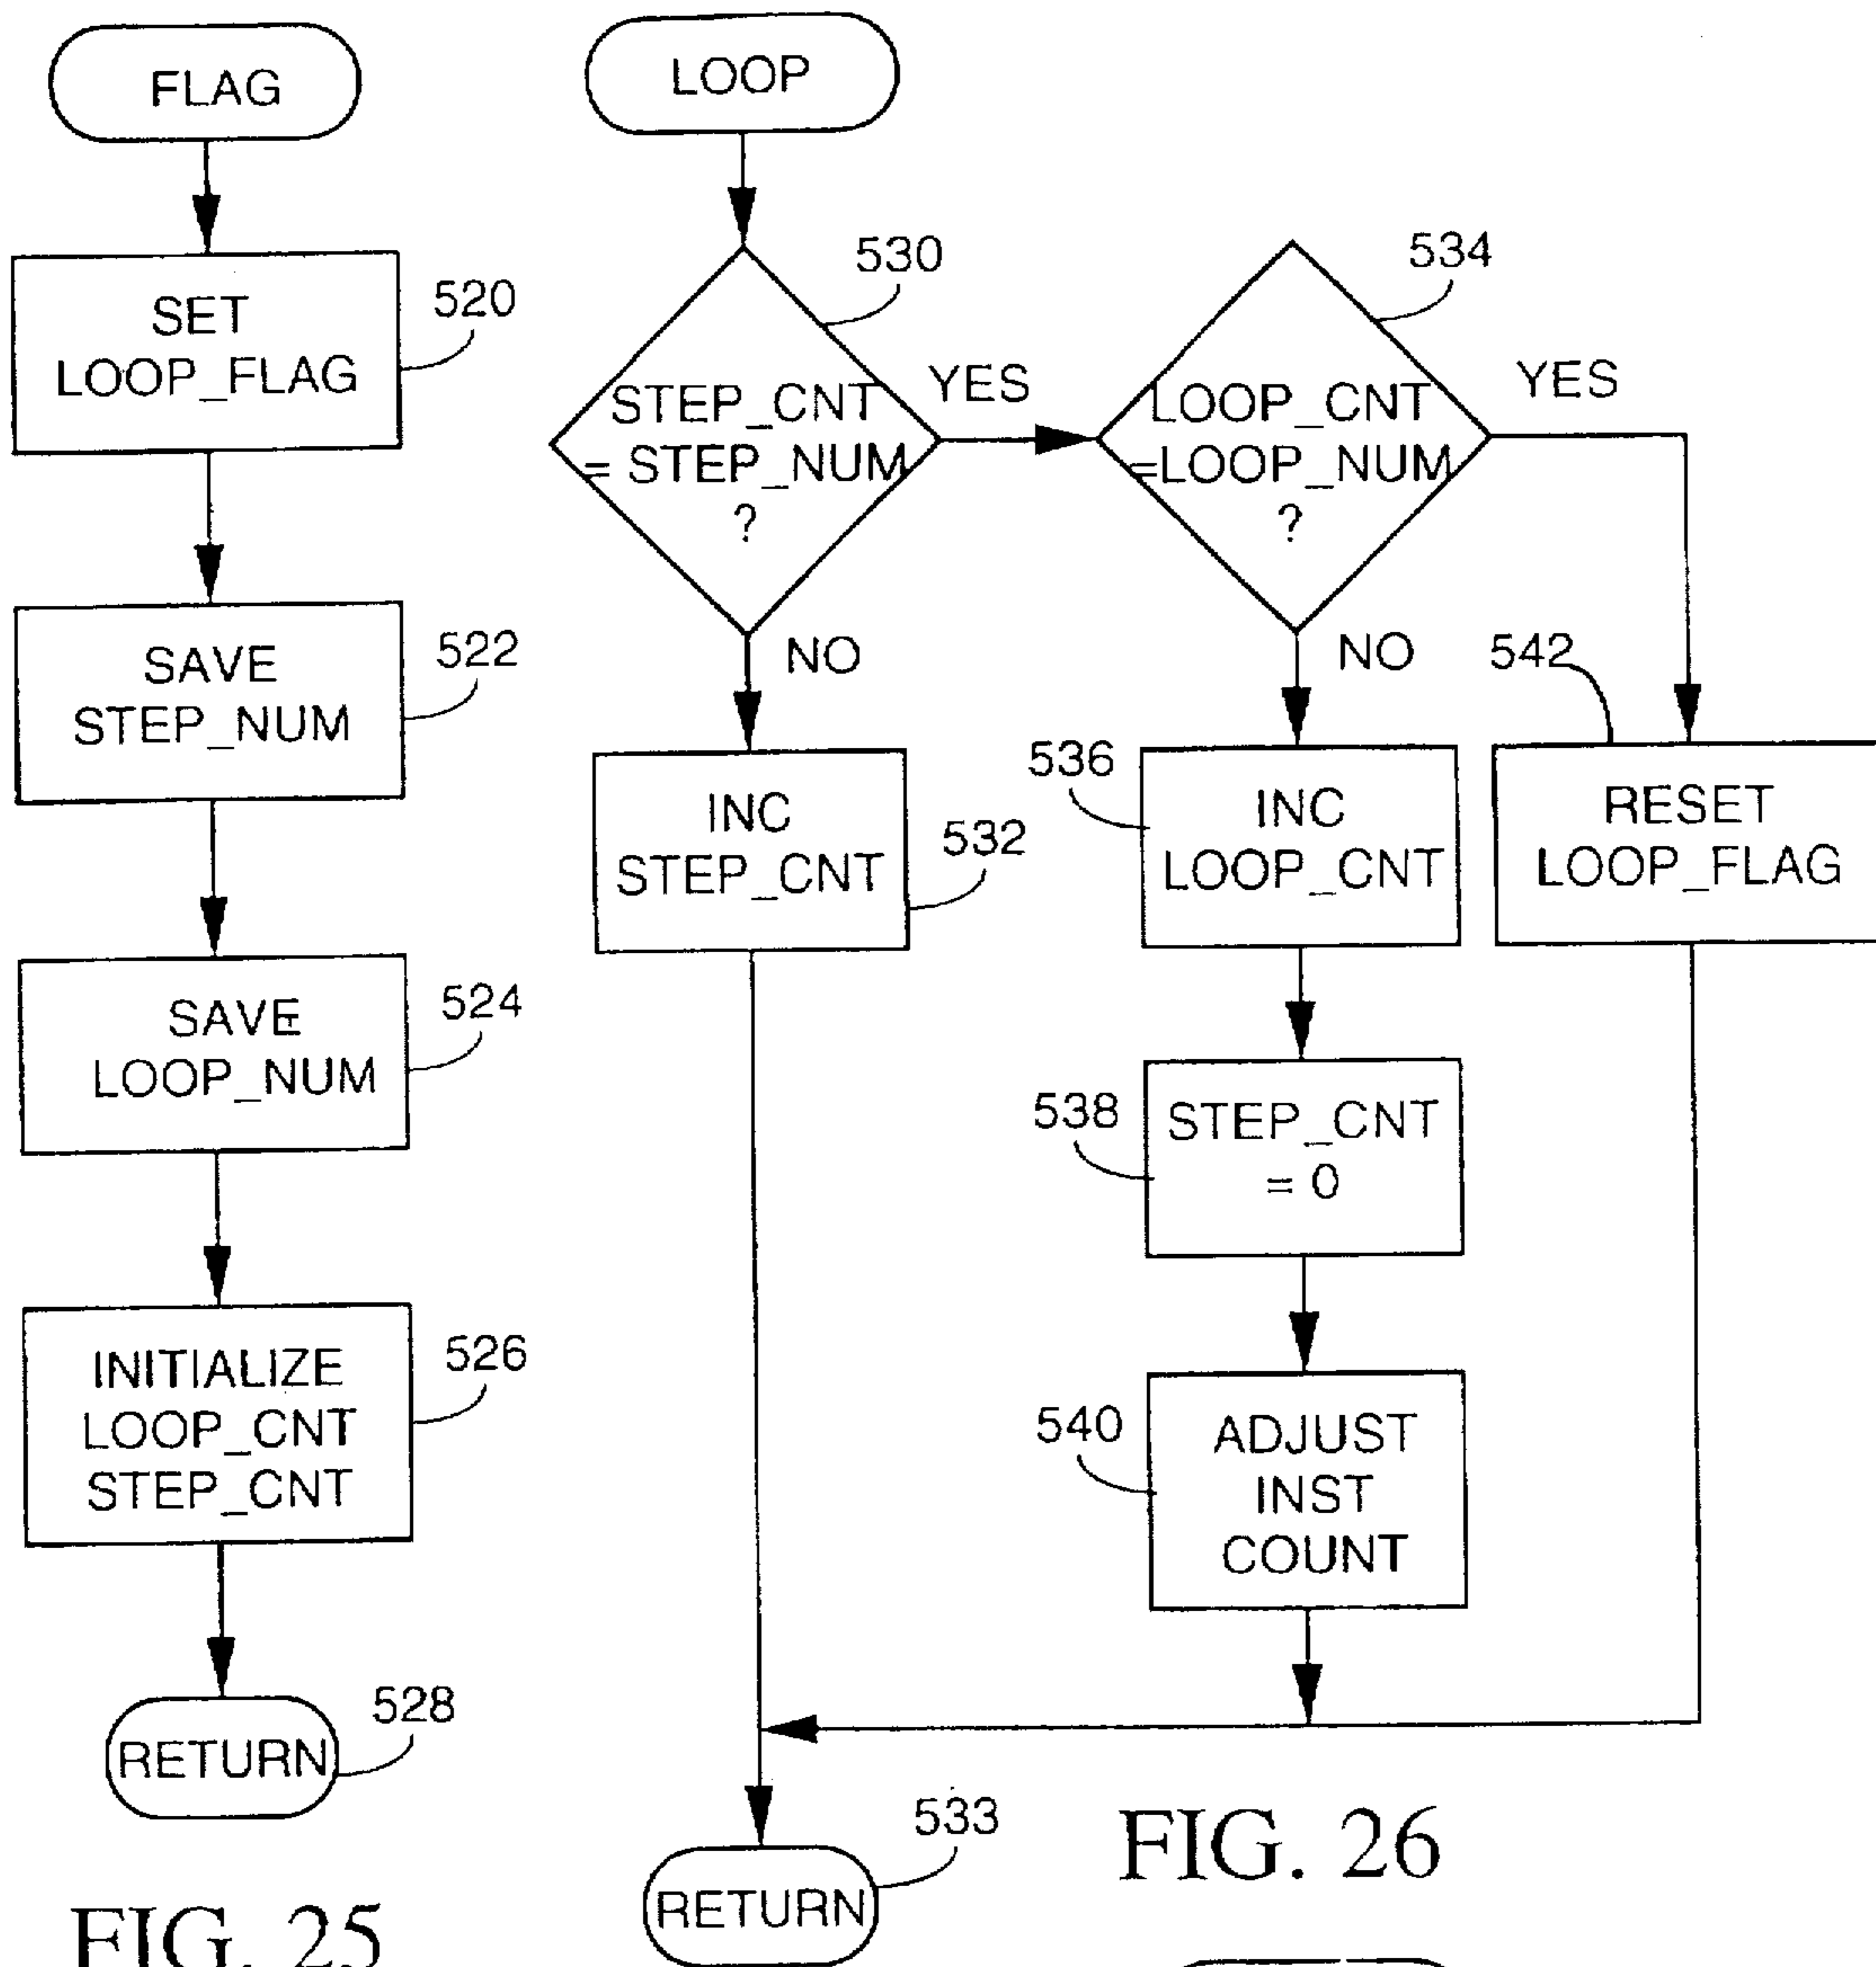 FLAG
SET
LOOP_FLAG
520
SAVE
STEP_NUM
522
SAVE
LOOP_NUM
524
INITIALIZE
LOOP_CNT
STEP_CNT
526
RETURN
528
FIG. 25
LOOP
530
STEP_CNT
= STEP_NUM
?
YES
NO
INC
STEP_CNT
532
534
LOOP_CNT
=LOOP_NUM
?
YES
NO
536
INC
LOOP_CNT
538
STEP_CNT
= 0
540
ADJUST
INST
COUNT
542
RESET
LOOP_FLAG
RETURN
533
FIG. 26